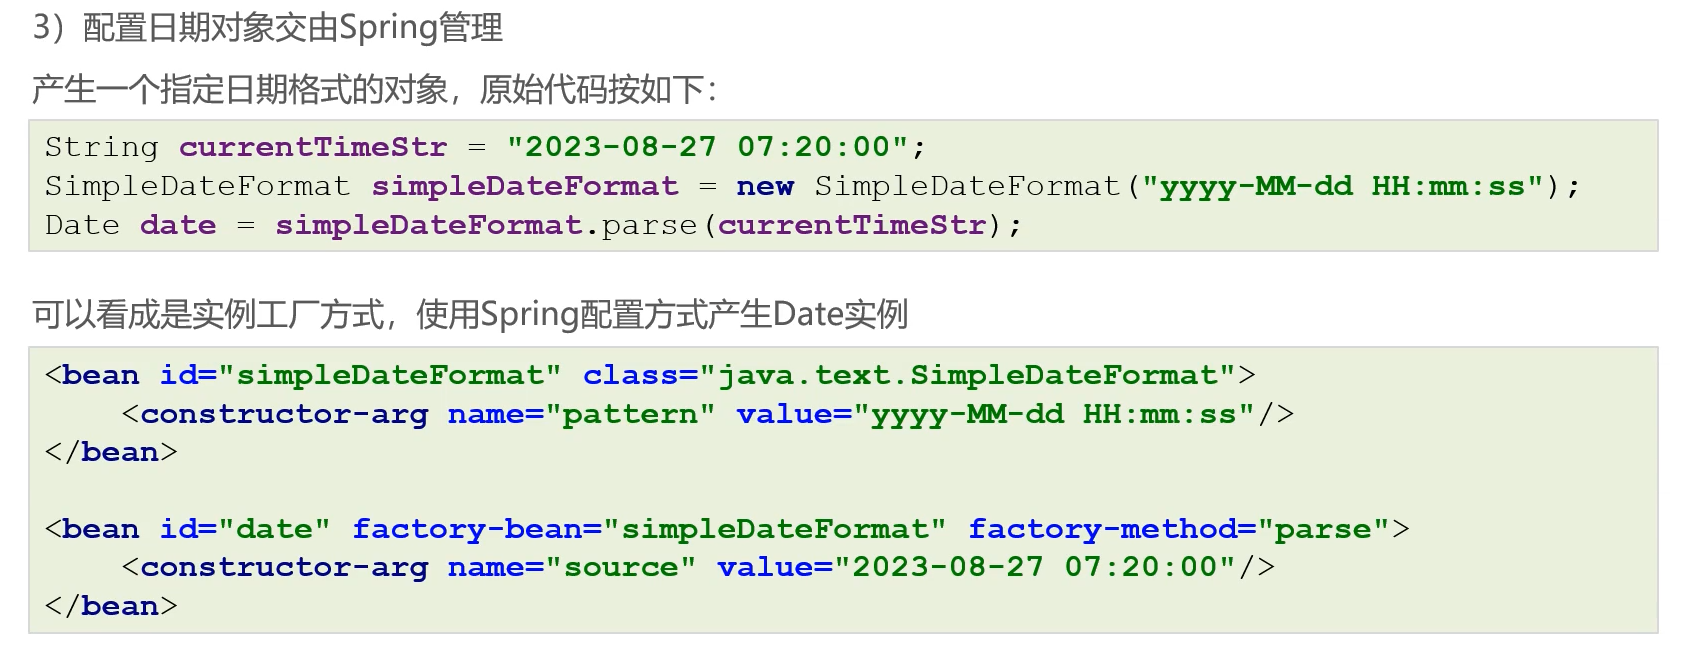 3）配置日期对象交由Spring管理
产生一个指定日期格式的对象，原始代码按如下：
String currentTimeStr = "2023-08-27 07:20:00";
SimpleDateFormat simpleDateFormat = new SimpleDateFormat("yyyy-MM-dd HH:mm:ss");
Date date = simpleDateFormat.parse(currentTimeStr);
可以看成是实例工厂方式，使用Spring配置方式产生Date实例
<bean id="simpleDateFormat" class="java.text.SimpleDateFormat">
    <constructor-arg name="pattern" value="yyyy-MM-dd HH:mm:ss"/>
</bean>
<bean id="date" factory-bean="simpleDateFormat" factory-method="parse">
    <constructor-arg name="source" value="2023-08-27 07:20:00"/>
</bean>